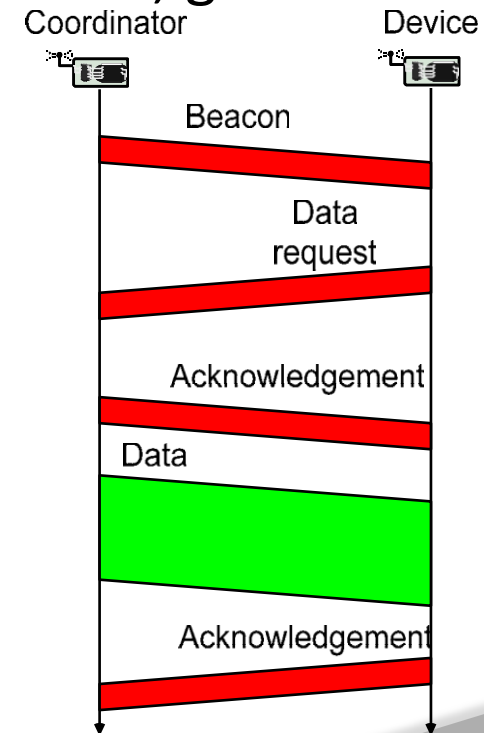 Coordinator
Device
Beacon
Data
request
Acknowledgement
Data
Acknowledgement